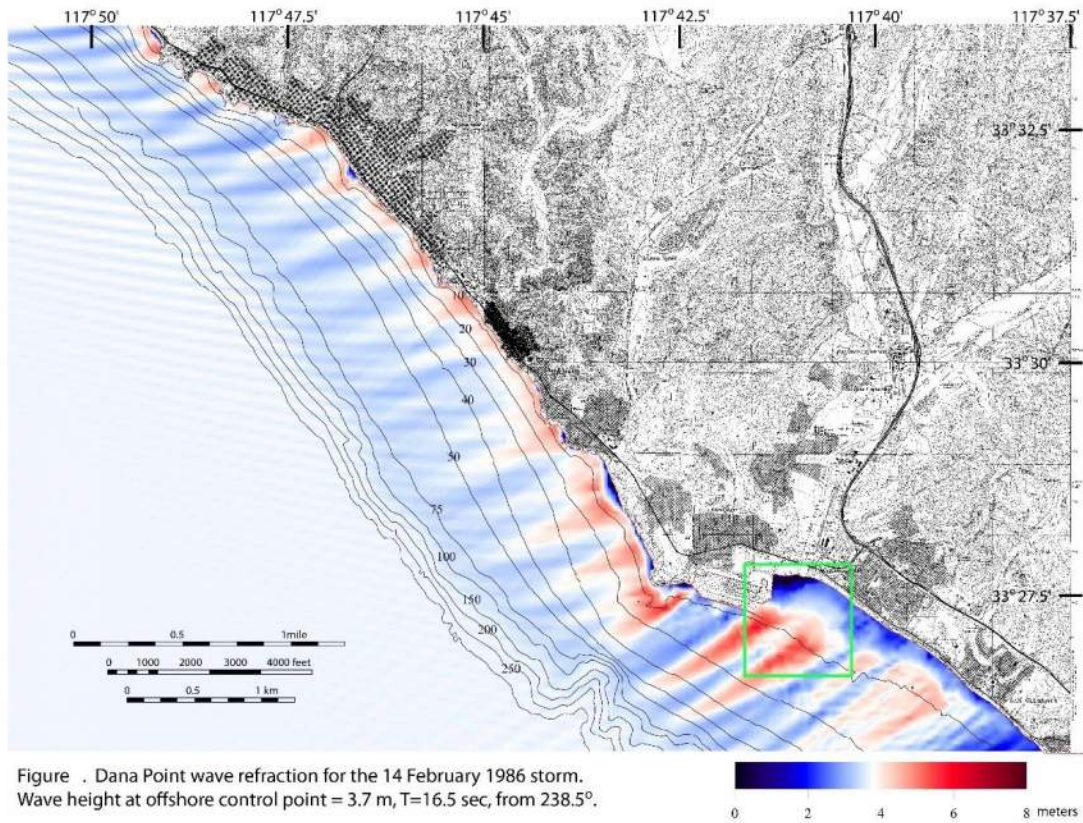 117°50' 117°47.5' 117°45' 117°42.5' 117°40' 117°37.5'
33°32.5'
33°30'
33°27.5'
10
20
30
40
50
75
100
150
200
250
0 0.5 1mile
0 1000 2000 3000 4000 feet
0 0.5 1 km
Figure . Dana Point wave refraction for the 14 February 1986 storm.
Wave height at offshore control point = 3.7 m, T=16.5 sec, from 238.5°.
0 2 4 6 8 meters